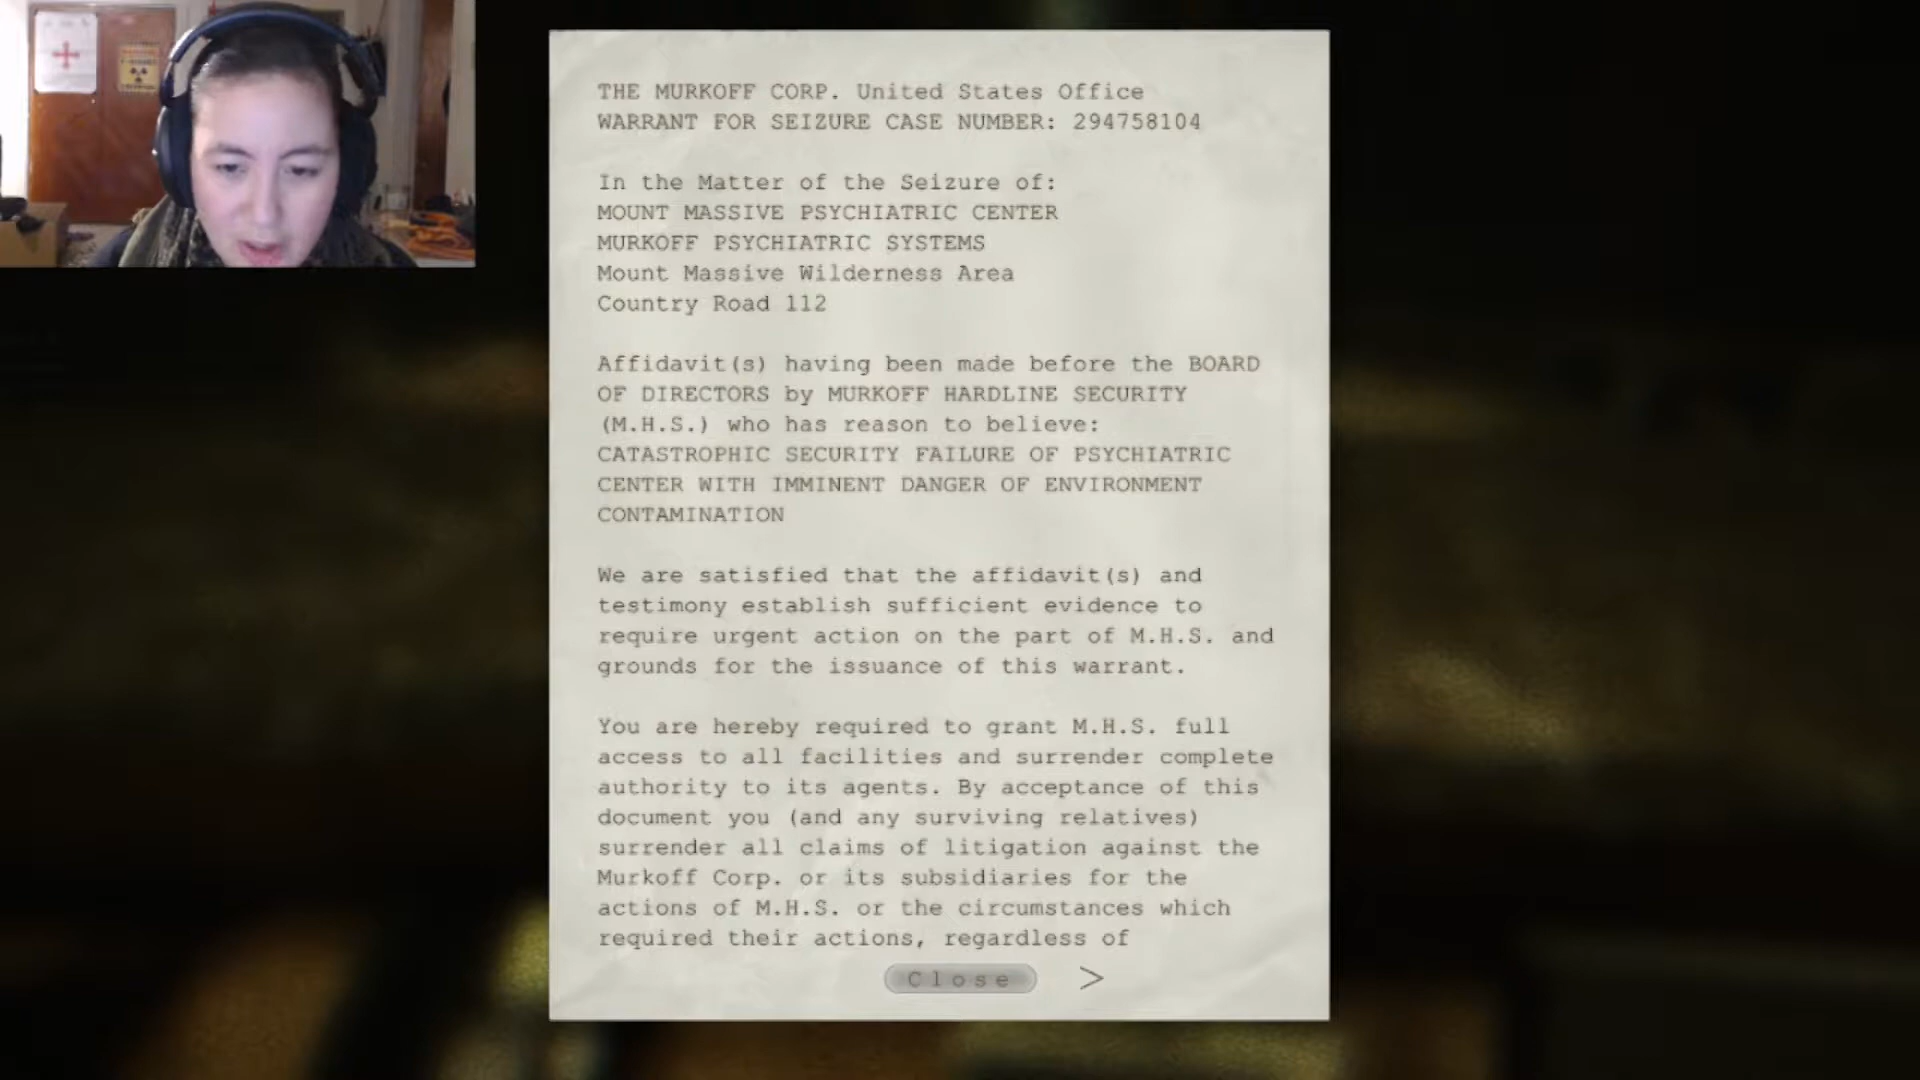 THE MURKOFF CORP. United States Office
WARRANT FOR SEIZURE CASE NUMBER: 294758104
In the Matter of the Seizure of:
MOUNT MASSIVE PSYCHIATRIC CENTER
MURKOFF PSYCHIATRIC SYSTEMS
Mount Massive Wilderness Area
Country Road 112
Affidavit(s) having been made before the BOARD
OF DIRECTORS by MURKOFF HARDLINE SECURITY
(M.H.S.) who has reason to believe:
CATASTROPHIC SECURITY FAILURE OF PSYCHIATRIC
CENTER WITH IMMINENT DANGER OF ENVIRONMENT
CONTAMINATION
We are satisfied that the affidavit(s) and
testimony establish sufficient evidence to
require urgent action on the part of M.H.S. and
grounds for the issuance of this warrant.
You are hereby required to grant M.H.S. full
access to all facilities and surrender complete
authority to its agents. By acceptance of this
document you (and any surviving relatives)
surrender all claims of litigation against the
Murkoff Corp. or its subsidiaries for the
actions of M.H.S. or the circumstances which
required their actions, regardless of
Close >